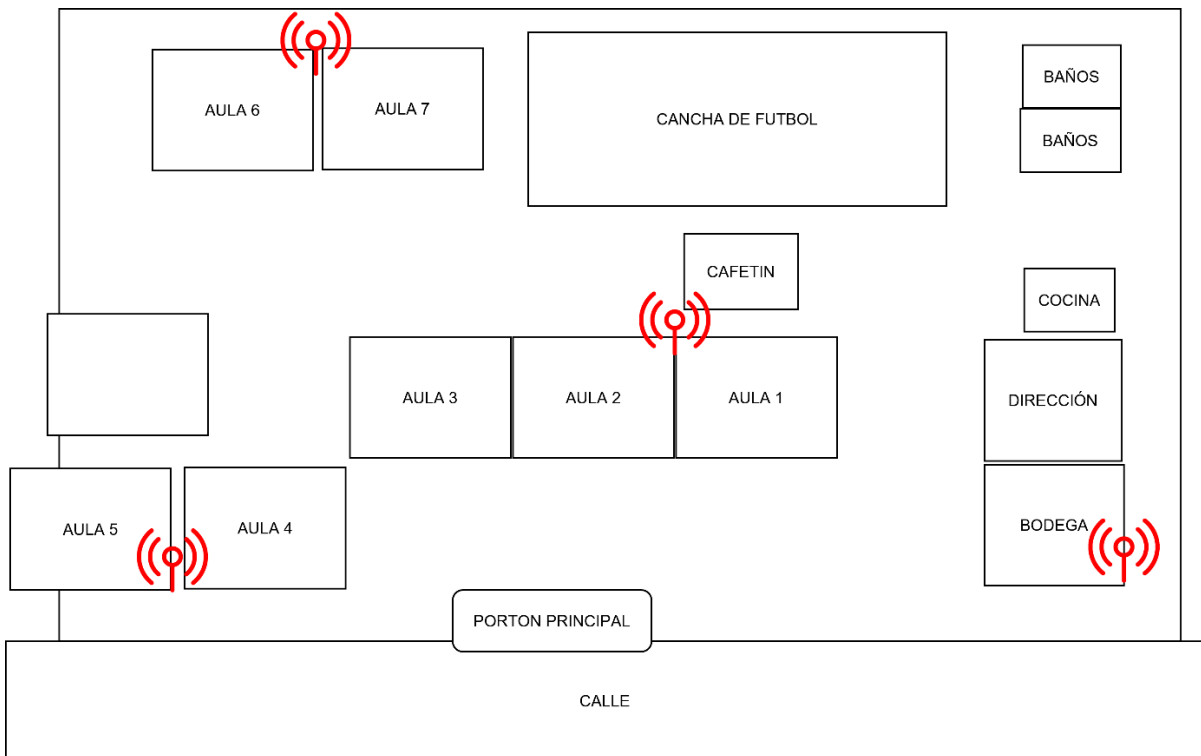 AULA 6
AULA 7
CANCHA DE FUTBOL
BAÑOS
BAÑOS
CAFETIN
COCINA
AULA 3
AULA 2
AULA 1
DIRECCIÓN
AULA 5
AULA 4
BODEGA
PORTON PRINCIPAL
CALLE